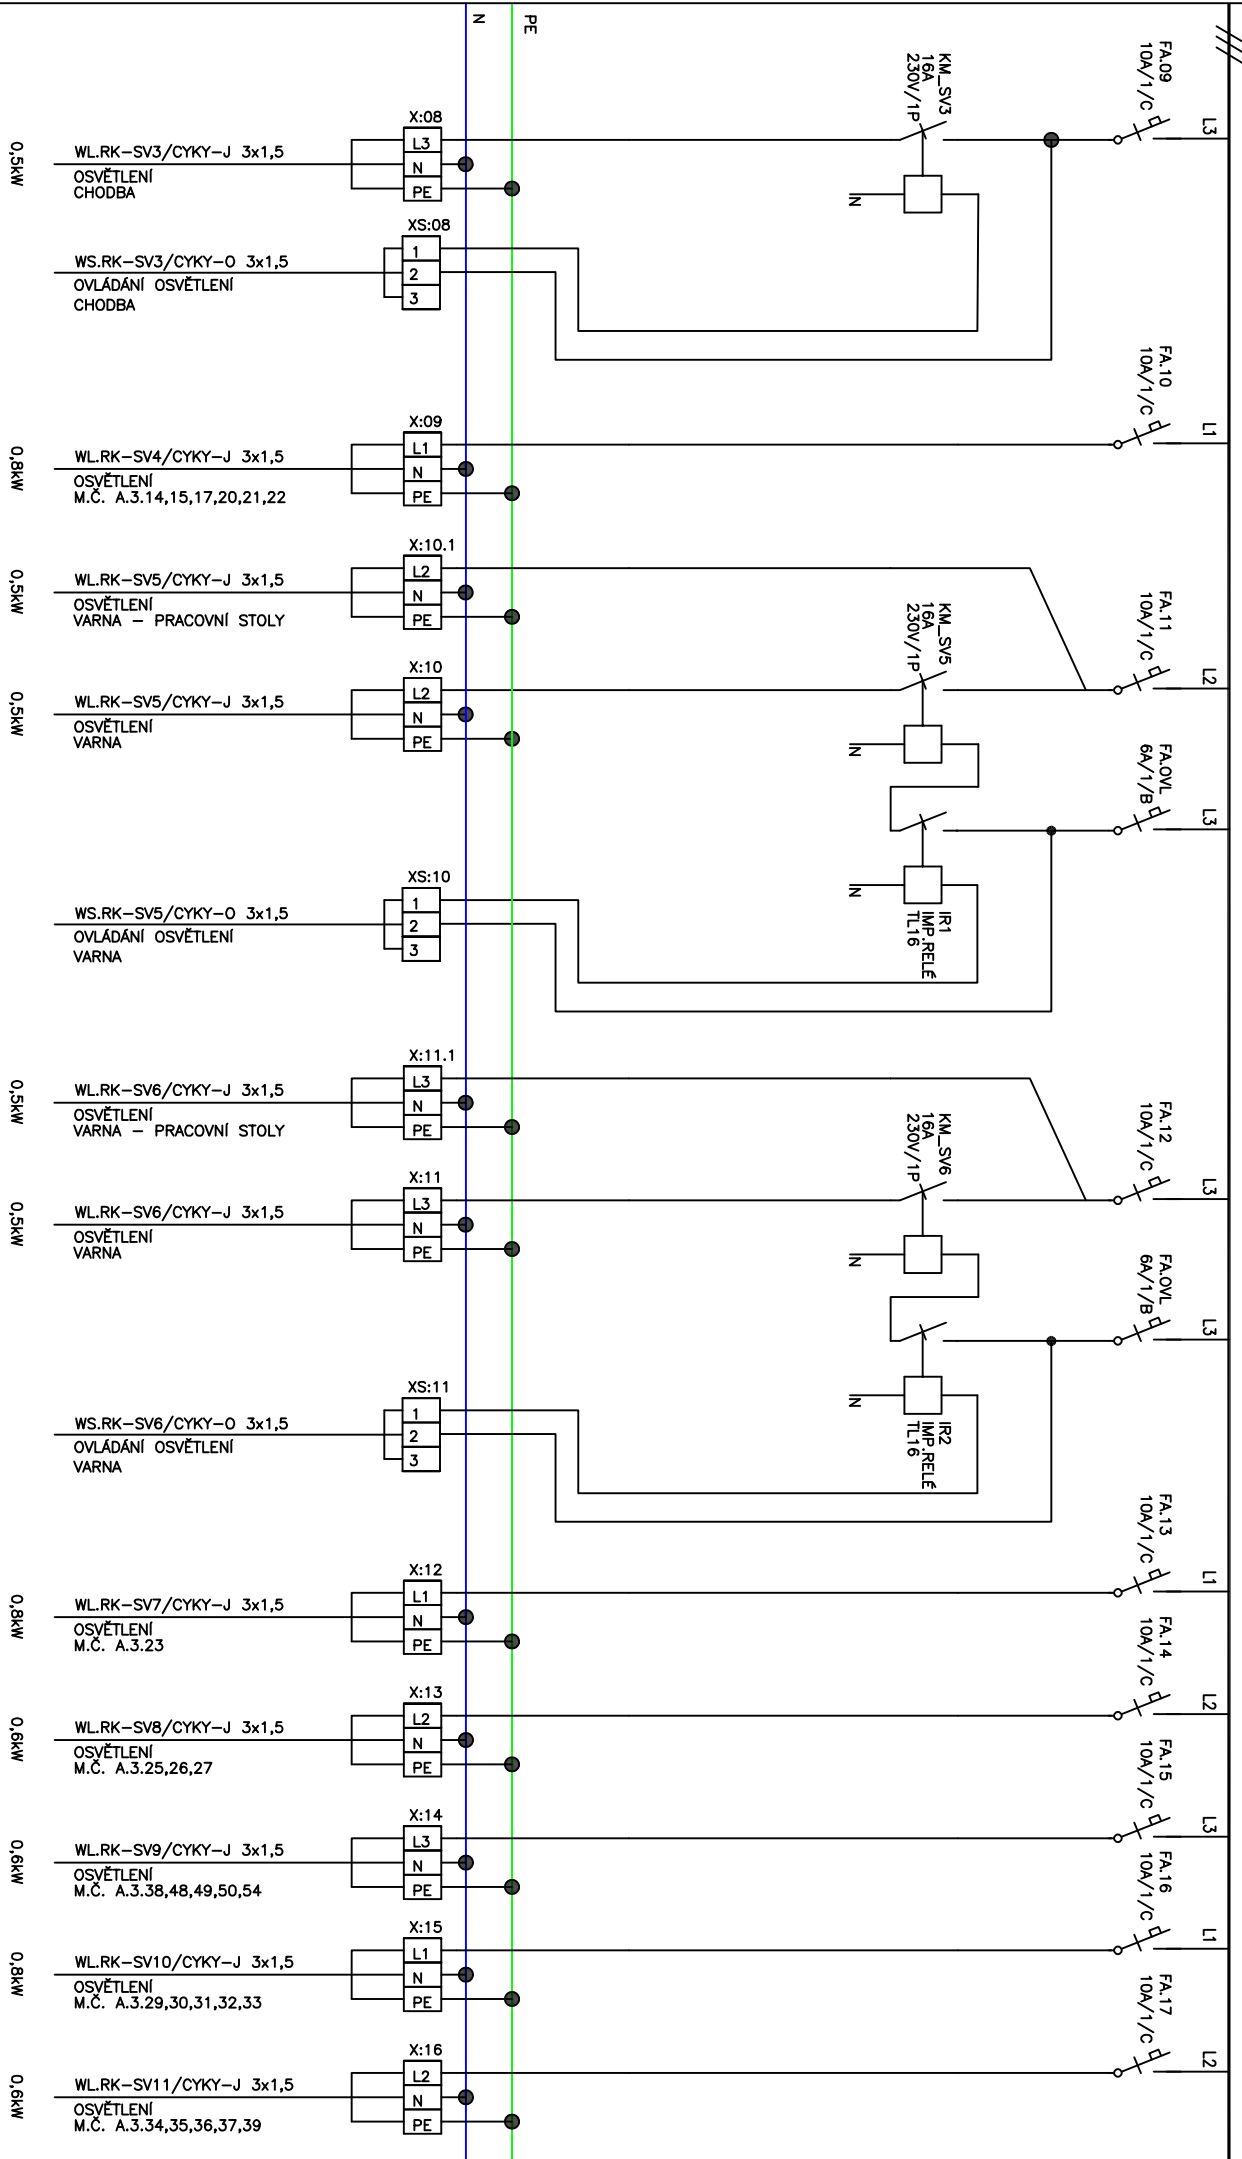 N
PE
FA.09
10A/1/C
L3
KM_SV3
16A
230V/1P
N
X:08
L3
N
PE
0,5kW
WL.RK-SV3/CYKY-J 3x1,5
OSVĚTLENÍ
CHODBA
XS:08
1
2
3
WS.RK-SV3/CYKY-O 3x1,5
OVLÁDÁNÍ OSVĚTLENÍ
CHODBA
FA.10
10A/1/C
L1
X:09
L1
N
PE
0,8kW
WL.RK-SV4/CYKY-J 3x1,5
OSVĚTLENÍ
M.Č. A.3.14,15,17,20,21,22
X:10.1
L2
N
PE
0,5kW
WL.RK-SV5/CYKY-J 3x1,5
OSVĚTLENÍ
VARNA - PRACOVNÍ STOLY
FA.11
10A/1/C
L2
KM_SV5
16A
230V/1P
N
X:10
L2
N
PE
0,5kW
WL.RK-SV5/CYKY-J 3x1,5
OSVĚTLENÍ
VARNA
FA.OVL
6A/1/B
L3
IR1
IMP.RELÉ
TL16
N
XS:10
1
2
3
WS.RK-SV5/CYKY-O 3x1,5
OVLÁDÁNÍ OSVĚTLENÍ
VARNA
X:11.1
L3
N
PE
0,5kW
WL.RK-SV6/CYKY-J 3x1,5
OSVĚTLENÍ
VARNA - PRACOVNÍ STOLY
FA.12
10A/1/C
L3
KM_SV6
16A
230V/1P
N
X:11
L3
N
PE
0,5kW
WL.RK-SV6/CYKY-J 3x1,5
OSVĚTLENÍ
VARNA
FA.OVL
6A/1/B
L3
IR2
IMP.RELÉ
TL16
N
XS:11
1
2
3
WS.RK-SV6/CYKY-O 3x1,5
OVLÁDÁNÍ OSVĚTLENÍ
VARNA
FA.13
10A/1/C
L1
X:12
L1
N
PE
0,8kW
WL.RK-SV7/CYKY-J 3x1,5
OSVĚTLENÍ
M.Č. A.3.23
FA.14
10A/1/C
L2
X:13
L2
N
PE
0,6kW
WL.RK-SV8/CYKY-J 3x1,5
OSVĚTLENÍ
M.Č. A.3.25,26,27
FA.15
10A/1/C
L3
X:14
L3
N
PE
0,6kW
WL.RK-SV9/CYKY-J 3x1,5
OSVĚTLENÍ
M.Č. A.3.38,48,49,50,54
FA.16
10A/1/C
L1
X:15
L1
N
PE
0,8kW
WL.RK-SV10/CYKY-J 3x1,5
OSVĚTLENÍ
M.Č. A.3.29,30,31,32,33
FA.17
10A/1/C
L2
X:16
L2
N
PE
0,6kW
WL.RK-SV11/CYKY-J 3x1,5
OSVĚTLENÍ
M.Č. A.3.34,35,36,37,39